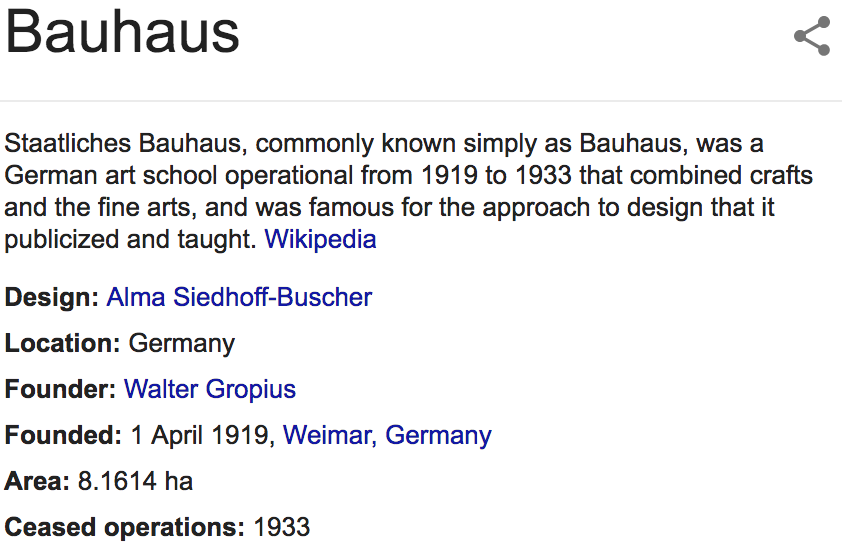 Bauhaus
Staatliches Bauhaus, commonly known simply as Bauhaus, was a
German art school operational from 1919 to 1933 that combined crafts
and the fine arts, and was famous for the approach to design that it
publicized and taught. Wikipedia
Design: Alma Siedhoff-Buscher
Location: Germany
Founder: Walter Gropius
Founded: 1 April 1919, Weimar, Germany
Area: 8.1614 ha
Ceased operations: 1933